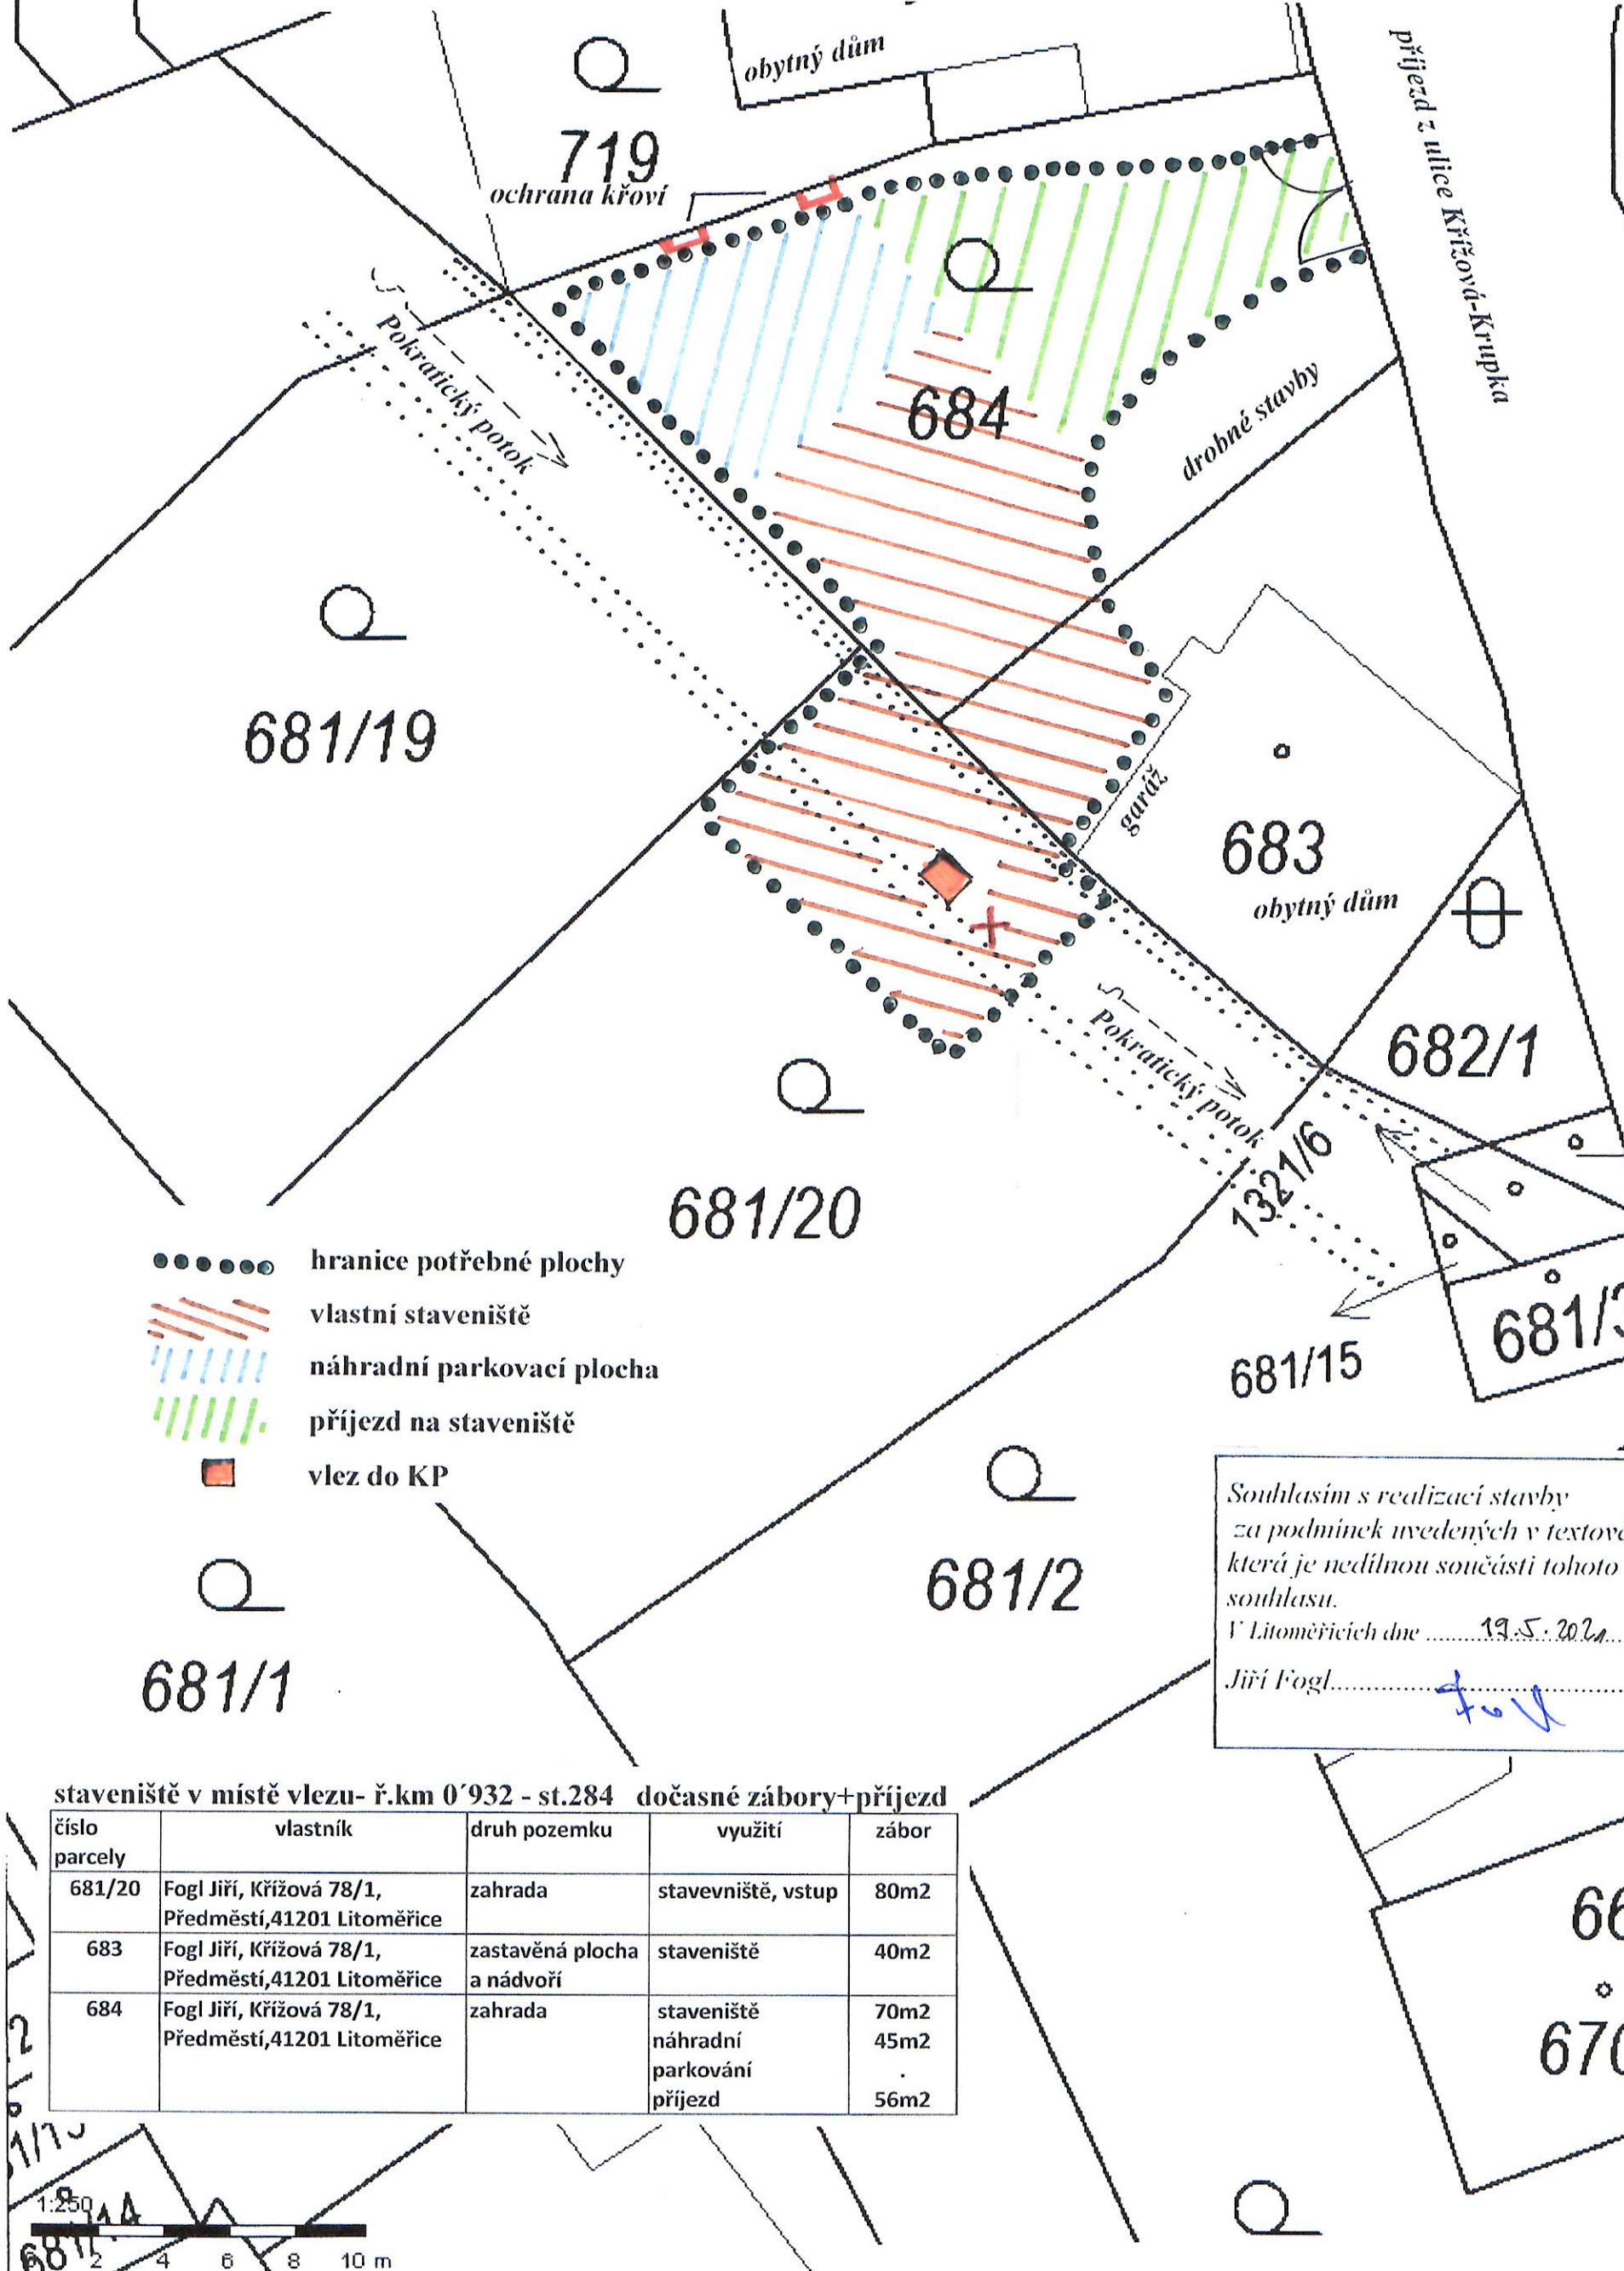 obytný dům
příjezd z ulice Křížová-Krupka
719
ochrana křoví
Pokratický potok
684
drobné stavby
681/19
garáž
683
obytný dům
682/1
Pokratický potok
1321/6
681/20
681/3
681/15
hranice potřebné plochy
vlastní staveniště
náhradní parkovací plocha
příjezd na staveniště
vlez do KP
681/2
681/1
Souhlasím s realizací stavby
za podmínek uvedených v textové
která je nedílnou součásti tohoto
souhlasu.
V Litoměřicích dne 19.5.2021
Jiří Fogl
staveniště v místě vlezu- ř.km 0´932 - st.284 dočasné zábory+příjezd
číslo parcely vlastník druh pozemku využití zábor
681/20 Fogl Jiří, Křížová 78/1, zahrada stavevniště, vstup 80m2
Předměstí,41201 Litoměřice
683 Fogl Jiří, Křížová 78/1, zastavěná plocha staveniště 40m2
Předměstí,41201 Litoměřice a nádvoří
684 Fogl Jiří, Křížová 78/1, zahrada staveniště 70m2
Předměstí,41201 Litoměřice náhradní 45m2
parkování .
příjezd 56m2
66
670
1:250
2 4 6 8 10 m